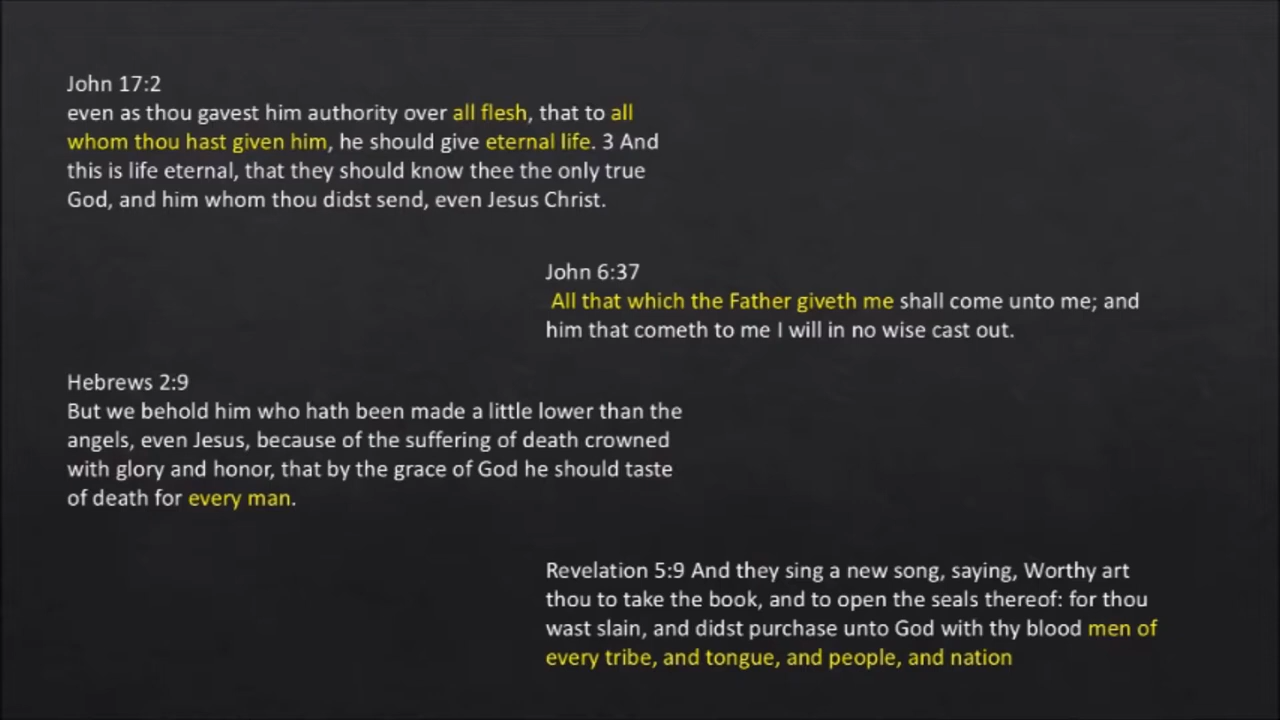 John 17:2
even as thou gavest him authority over all flesh, that to all
whom thou hast given him, he should give eternal life. 3 And
this is life eternal, that they should know thee the only true
God, and him whom thou didst send, even Jesus Christ.
John 6:37
All that which the Father giveth me shall come unto me; and
him that cometh to me I will in no wise cast out.
Hebrews 2:9
But we behold him who hath been made a little lower than the
angels, even Jesus, because of the suffering of death crowned
with glory and honor, that by the grace of God he should taste
of death for every man.
Revelation 5:9 And they sing a new song, saying, Worthy art
thou to take the book, and to open the seals thereof: for thou
wast slain, and didst purchase unto God with thy blood men of
every tribe, and tongue, and people, and nation